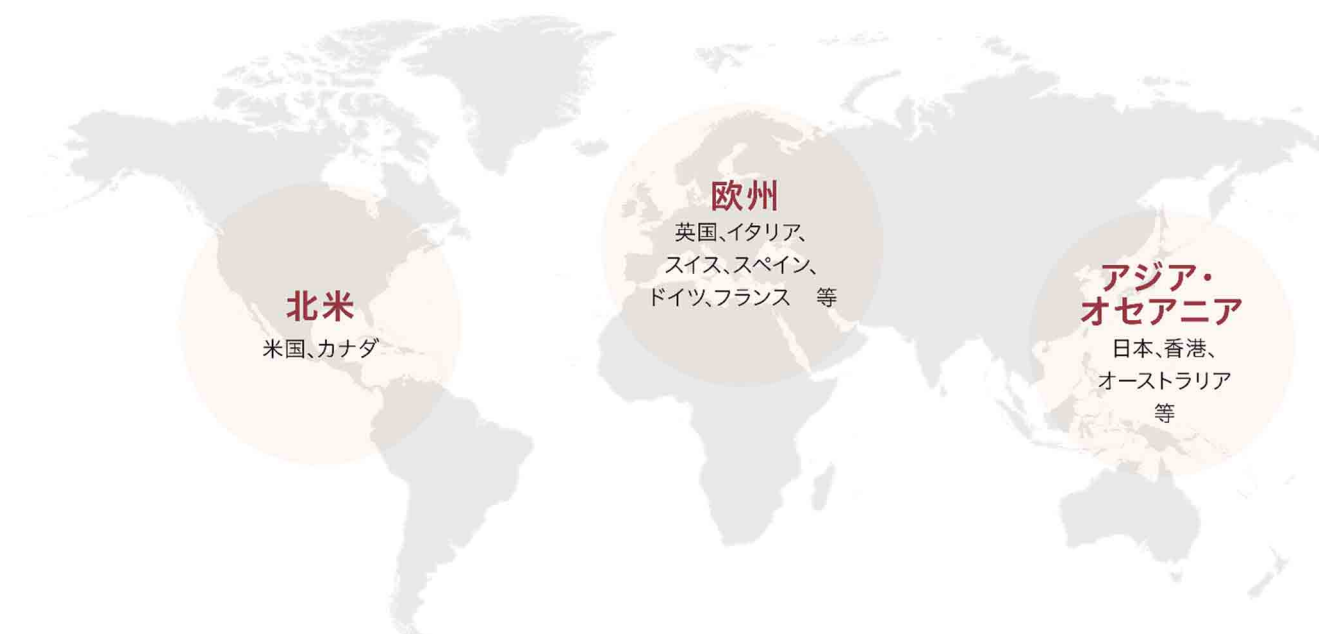 北米
米国、カナダ
欧州
英国、イタリア、
スイス、スペイン、
ドイツ、フランス　等
アジア・
オセアニア
日本、香港、
オーストラリア
等